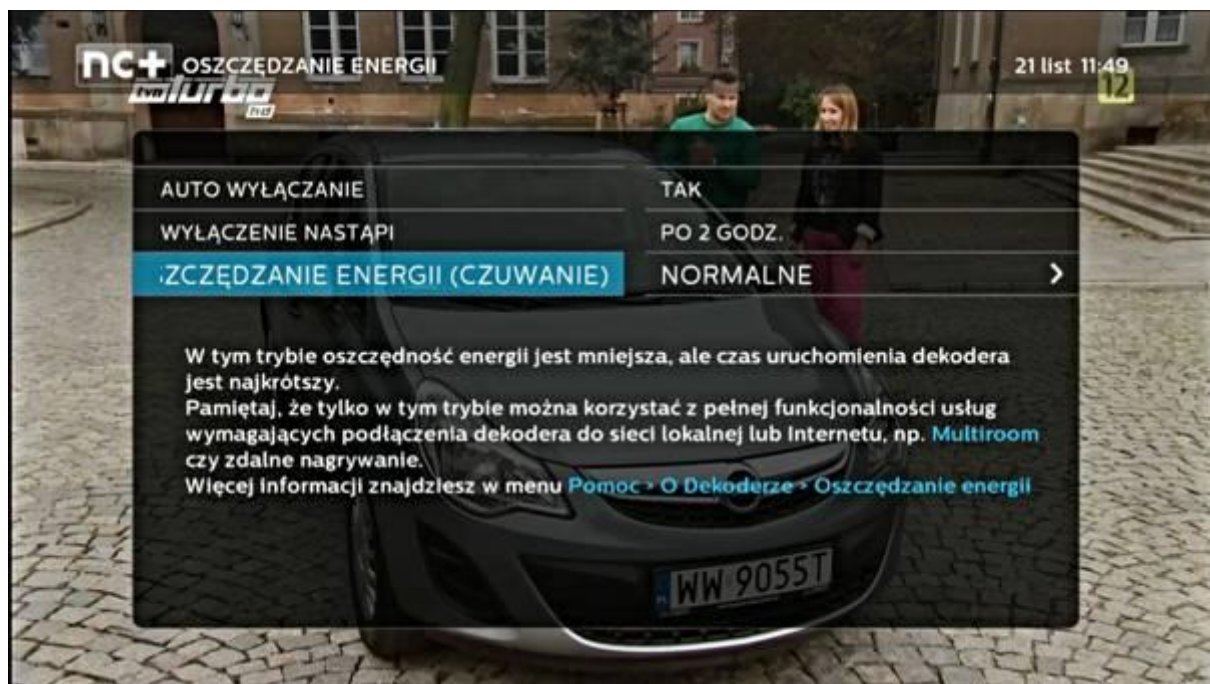 nc+ OSZCZĘDZANIE ENERGII
21 list 11:49
tvn turbo
HD
12
AUTO WYŁĄCZANIE TAK
WYŁĄCZENIE NASTĄPI PO 2 GODZ.
ZCZĘDZANIE ENERGII (CZUWANIE) NORMALNE >
W tym trybie oszczędność energii jest mniejsza, ale czas uruchomienia dekodera
jest najkrótszy.
Pamiętaj, że tylko w tym trybie można korzystać z pełnej funkcjonalności usług
wymagających podłączenia dekodera do sieci lokalnej lub Internetu, np. Multiroom
czy zdalne nagrywanie.
Więcej informacji znajdziesz w menu Pomoc > O Dekoderze > Oszczędzanie energii
WW 9055T